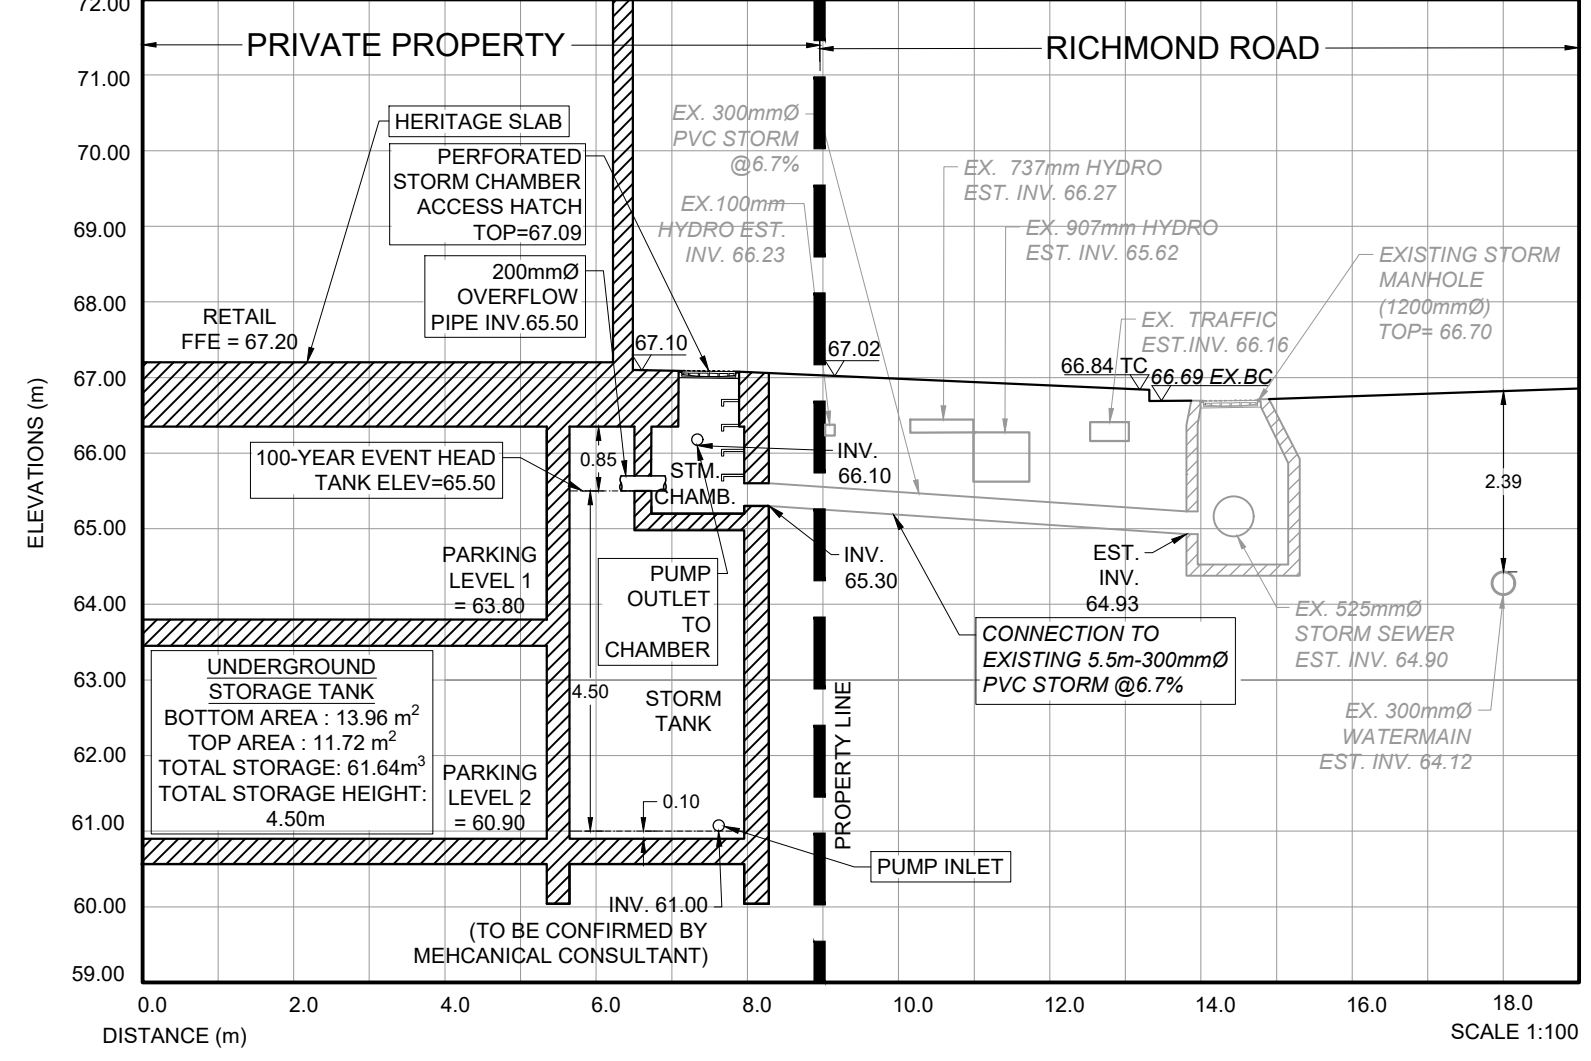 72.00
71.00
70.00
69.00
68.00
67.00
66.00
65.00
64.00
63.00
62.00
61.00
60.00
59.00
ELEVATIONS (m)
PRIVATE PROPERTY
RICHMOND ROAD
HERITAGE SLAB
PERFORATED
STORM CHAMBER
ACCESS HATCH
TOP=67.09
200mmØ
OVERFLOW
PIPE INV.65.50
RETAIL
FFE = 67.20
EX. 300mmØ
PVC STORM
@6.7%
EX.100mm
HYDRO EST.
INV. 66.23
EX. 737mm HYDRO
EST. INV. 66.27
EX. 907mm HYDRO
EST. INV. 65.62
EXISTING STORM
MANHOLE
(1200mmØ)
TOP= 66.70
EX. TRAFFIC
EST.INV. 66.16
67.10
67.02
66.84 TC
66.69 EX.BC
100-YEAR EVENT HEAD
TANK ELEV=65.50
0.85
STM.
CHAMB.
INV.
66.10
2.39
PARKING
LEVEL 1
= 63.80
PUMP
OUTLET
TO
CHAMBER
INV.
65.30
EST.
INV.
64.93
EX. 525mmØ
STORM SEWER
EST. INV. 64.90
CONNECTION TO
EXISTING 5.5m-300mmØ
PVC STORM @6.7%
UNDERGROUND
STORAGE TANK
BOTTOM AREA : 13.96 m²
TOP AREA : 11.72 m²
TOTAL STORAGE: 61.64m³
TOTAL STORAGE HEIGHT:
4.50m
4.50
STORM
TANK
PROPERTY LINE
EX. 300mmØ
WATERMAIN
EST. INV. 64.12
PARKING
LEVEL 2
= 60.90
0.10
PUMP INLET
INV. 61.00
(TO BE CONFIRMED BY
MEHCANICAL CONSULTANT)
0.0 2.0 4.0 6.0 8.0 10.0 12.0 14.0 16.0 18.0
DISTANCE (m)
SCALE 1:100